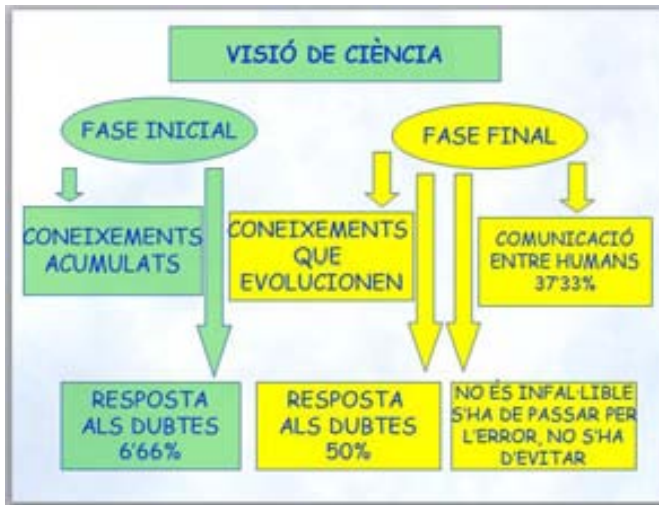 VISIÓ DE CIÈNCIA
FASE INICIAL
FASE FINAL
CONEIXEMENTS
ACUMULATS
CONEIXEMENTS
QUE
EVOLUCIONEN
COMUNICACIÓ
ENTRE HUMANS
37'33%
RESPOSTA
ALS DUBTES
6'66%
RESPOSTA
ALS DUBTES
50%
NO ÉS INFAL·LIBLE
S'HA DE PASSAR PER
L'ERROR, NO S'HA
D'EVITAR